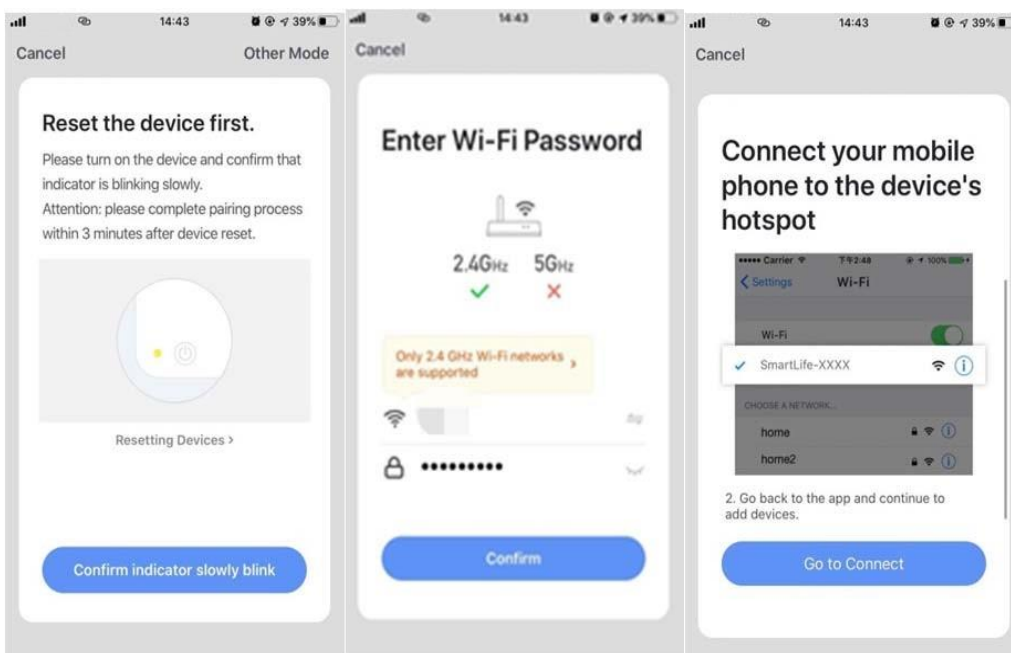 14:43
39%
Cancel
Other Mode
Reset the device first.
Please turn on the device and confirm that
indicator is blinking slowly.
Attention: please complete pairing process
within 3 minutes after device reset.
Resetting Devices >
Confirm indicator slowly blink
14:43
39%
Cancel
Enter Wi-Fi Password
2.4GHz 5GHz
Only 2.4 GHz Wi-Fi networks >
are supported
•••••••••
Confirm
14:43
39%
Cancel
Connect your mobile
phone to the device's
hotspot
Carrier 下午2:48 100%
Settings Wi-Fi
Wi-Fi
SmartLife-XXXX
CHOOSE A NETWORK...
home
home2
2. Go back to the app and continue to
add devices.
Go to Connect